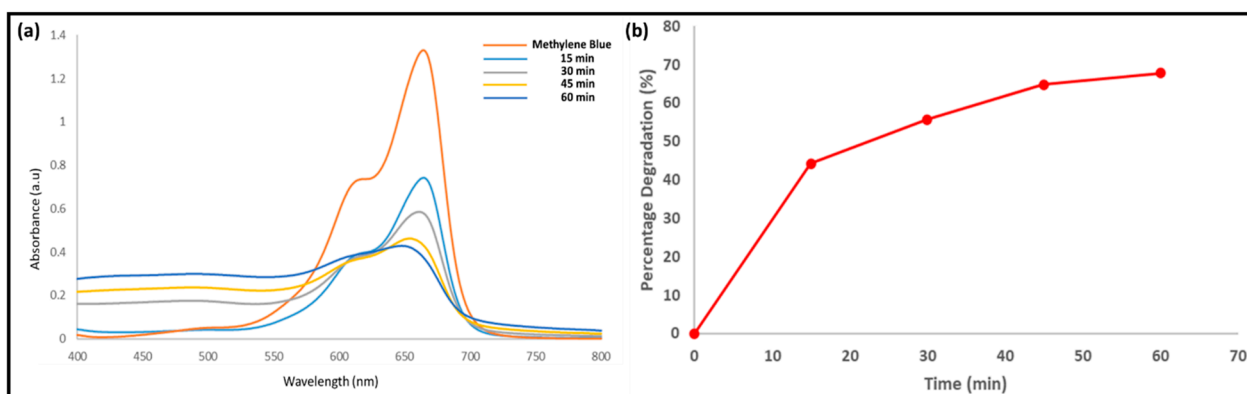 (a)
1.4
1.2
1
0.8
0.6
0.4
0.2
0
Absorbance (a.u)
400 450 500 550 600 650 700 750 800
Wavelength (nm)
Methylene Blue
15 min
30 min
45 min
60 min
(b)
80
70
60
50
40
30
20
10
0
Percentage Degradation (%)
0 10 20 30 40 50 60 70
Time (min)